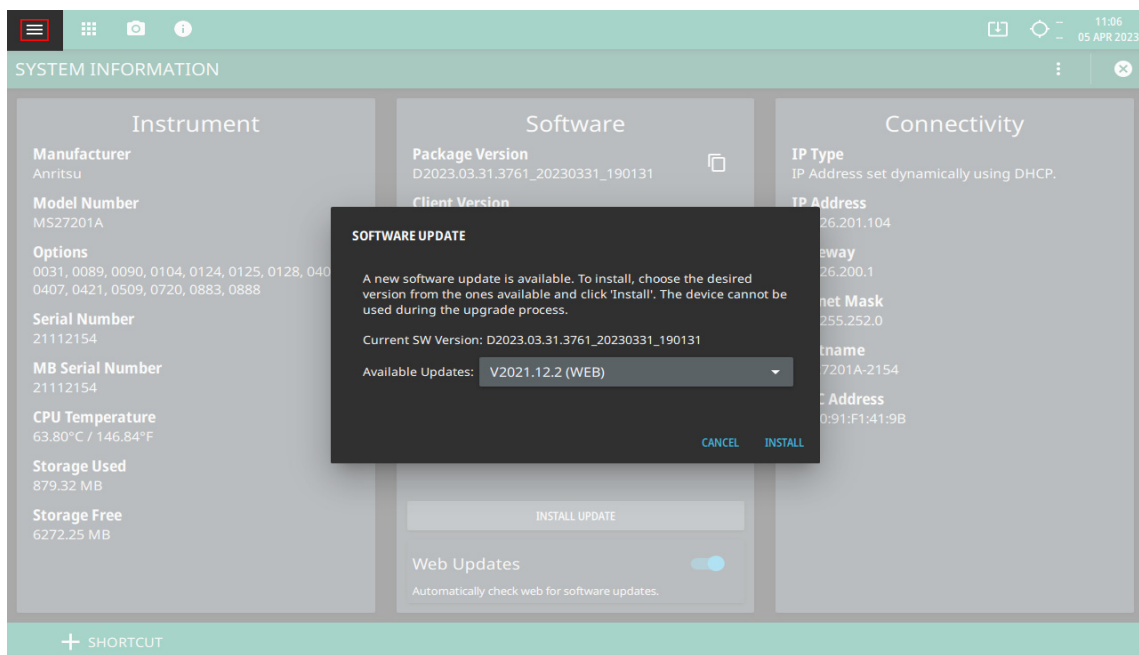 11:06
05 APR 2023
SYSTEM INFORMATION
Instrument
Manufacturer
Anritsu
Model Number
MS27201A
Options
0031, 0089, 0090, 0104, 0124, 0125, 0128, 040
0407, 0421, 0509, 0720, 0883, 0888
Serial Number
21112154
MB Serial Number
21112154
CPU Temperature
63.80°C / 146.84°F
Storage Used
879.32 MB
Storage Free
6272.25 MB
Software
Package Version
D2023.03.31.3761_20230331_190131
Client Version
SOFTWARE UPDATE
A new software update is available. To install, choose the desired
version from the ones available and click 'Install'. The device cannot be
used during the upgrade process.
Current SW Version: D2023.03.31.3761_20230331_190131
Available Updates: V2021.12.2 (WEB)
CANCEL INSTALL
INSTALL UPDATE
Web Updates
Automatically check web for software updates.
Connectivity
IP Type
IP Address set dynamically using DHCP.
IP Address
26.201.104
eway
26.200.1
net Mask
255.252.0
tname
7201A-2154
C Address
0:91:F1:41:9B
SHORTCUT